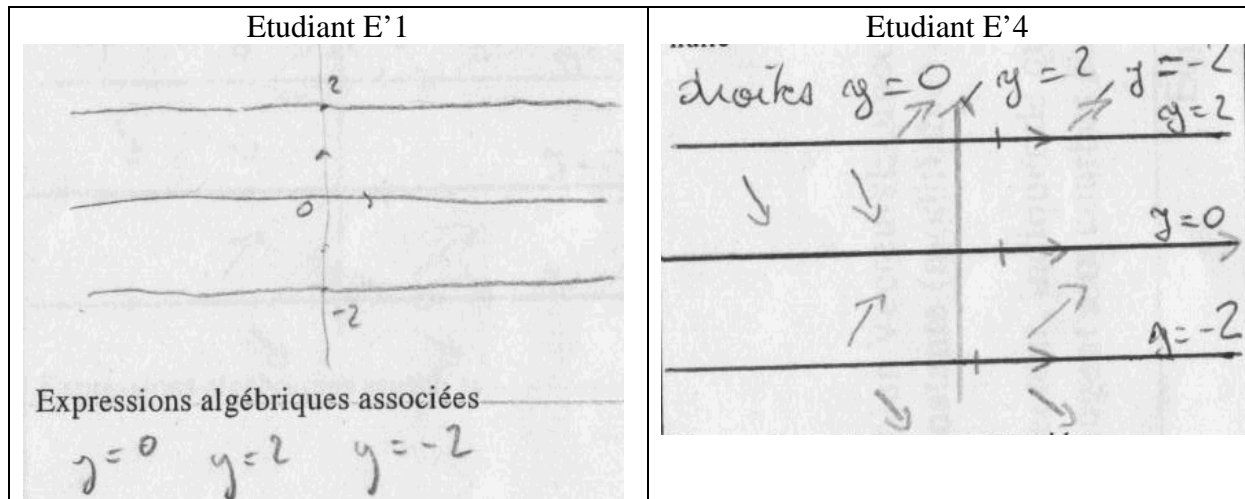 Etudiant E'1
2
0
-2
Expressions algébriques associées
y=0 y=2 y=-2
Etudiant E'4
droites y=0 y=2 y=-2
y=2
y=0
y=-2